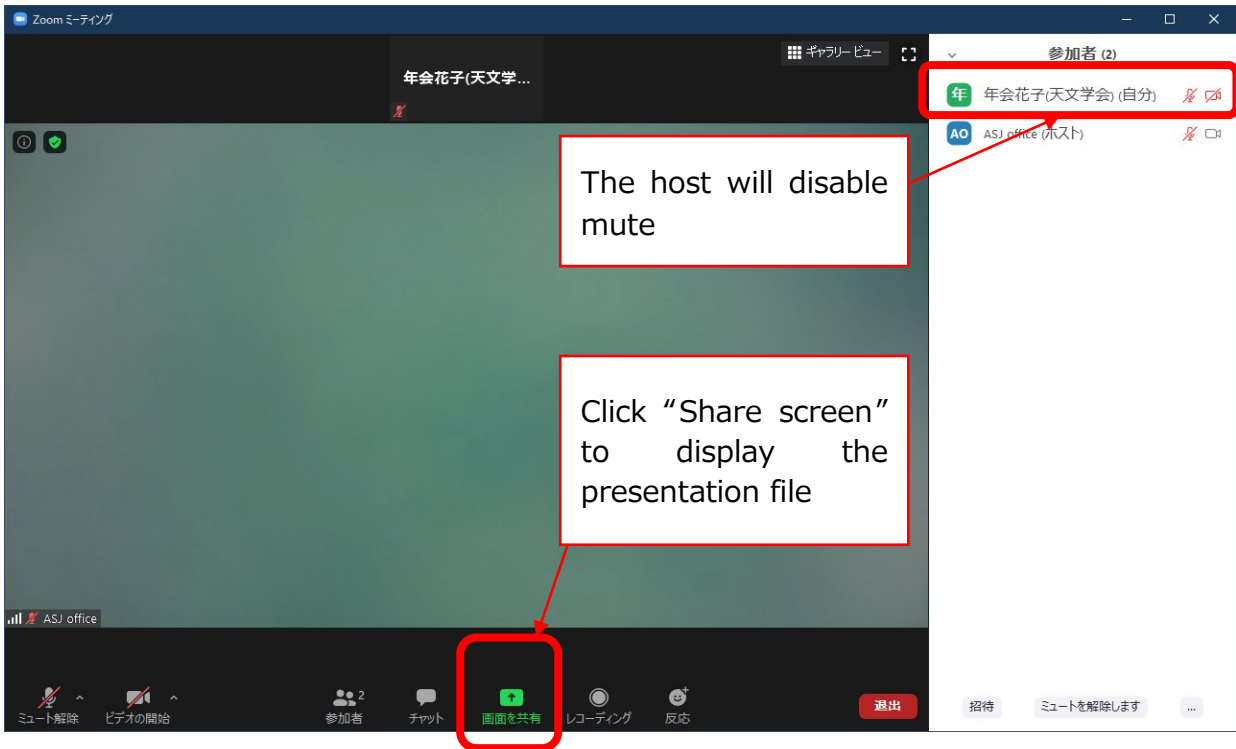 Zoom ミーティング
ギャラリー ビュー
年会花子(天文学...
参加者 (2)
年 年会花子(天文学会) (自分)
AO ASJ office (ホスト)
The host will disable
mute
Click “Share screen”
to display the
presentation file
ASJ office
ミュート解除 ビデオの開始 参加者 2 チャット 画面を共有 レコーディング 反応 退出
招待 ミュートを解除します ...